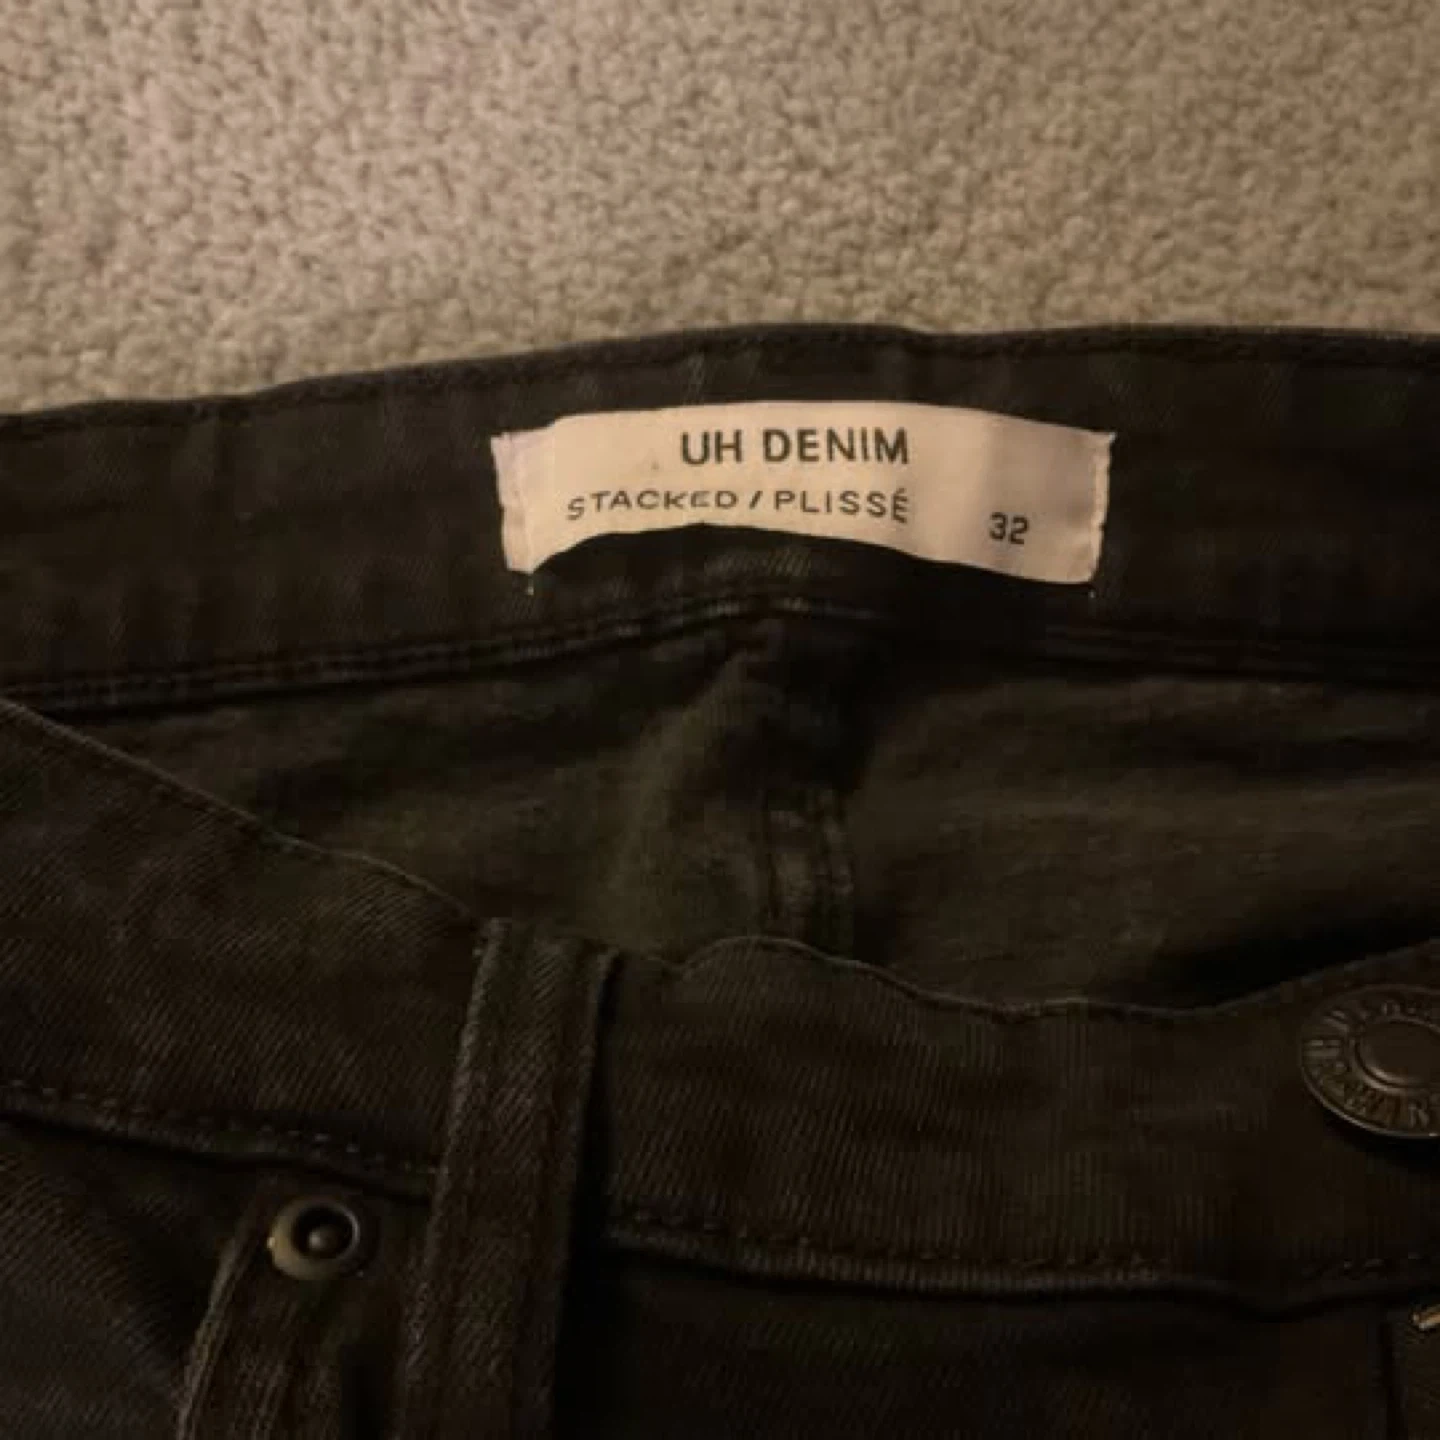 UH DENIM
STACKED / PLISSÉ
32